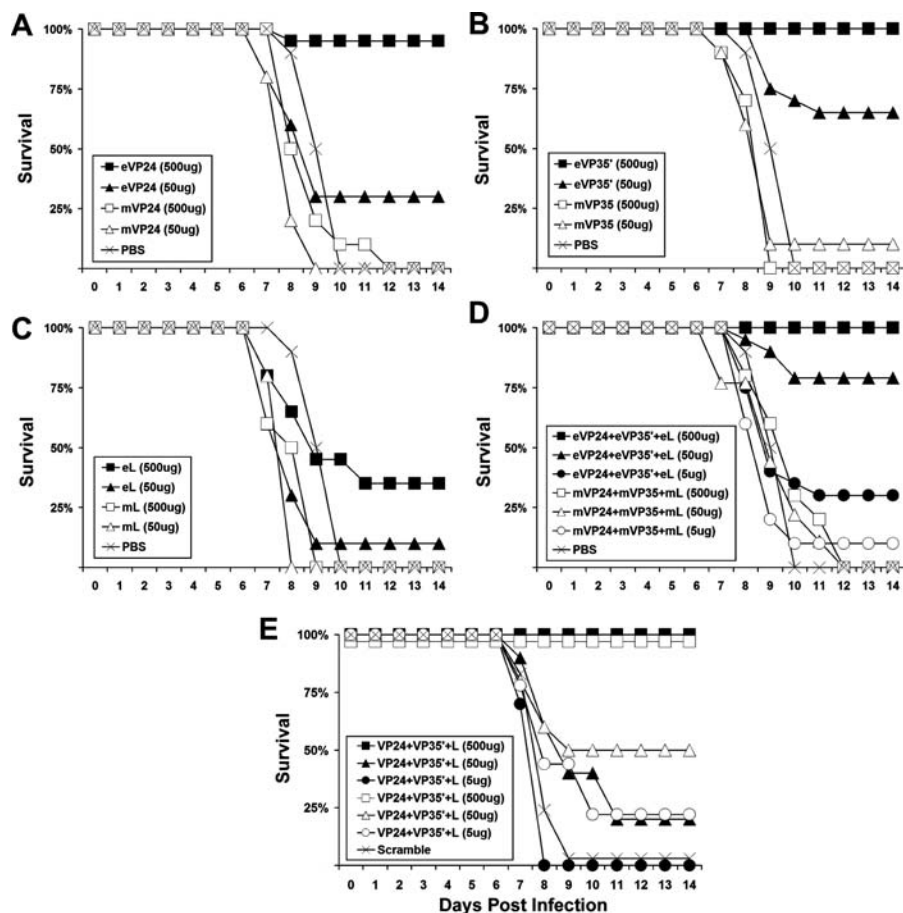 A
100%
75%
50%
25%
Survival
eVP24 (500ug)
eVP24 (50ug)
mVP24 (500ug)
mVP24 (50ug)
PBS
0 1 2 3 4 5 6 7 8 9 10 11 12 13 14
B
100%
75%
50%
25%
Survival
eVP35' (500ug)
eVP35' (50ug)
mVP35 (500ug)
mVP35 (50ug)
PBS
0 1 2 3 4 5 6 7 8 9 10 11 12 13 14
C
100%
75%
50%
25%
Survival
eL (500ug)
eL (50ug)
mL (500ug)
mL (50ug)
PBS
0 1 2 3 4 5 6 7 8 9 10 11 12 13 14
D
100%
75%
50%
25%
Survival
eVP24+eVP35'+eL (500ug)
eVP24+eVP35'+eL (50ug)
eVP24+eVP35'+eL (5ug)
mVP24+mVP35+mL (500ug)
mVP24+mVP35+mL (50ug)
mVP24+mVP35+mL (5ug)
PBS
0 1 2 3 4 5 6 7 8 9 10 11 12 13 14
E
100%
75%
50%
25%
Survival
VP24+VP35'+L (500ug)
VP24+VP35'+L (50ug)
VP24+VP35'+L (5ug)
VP24+VP35'+L (500ug)
VP24+VP35'+L (50ug)
VP24+VP35'+L (5ug)
Scramble
0 1 2 3 4 5 6 7 8 9 10 11 12 13 14
Days Post Infection